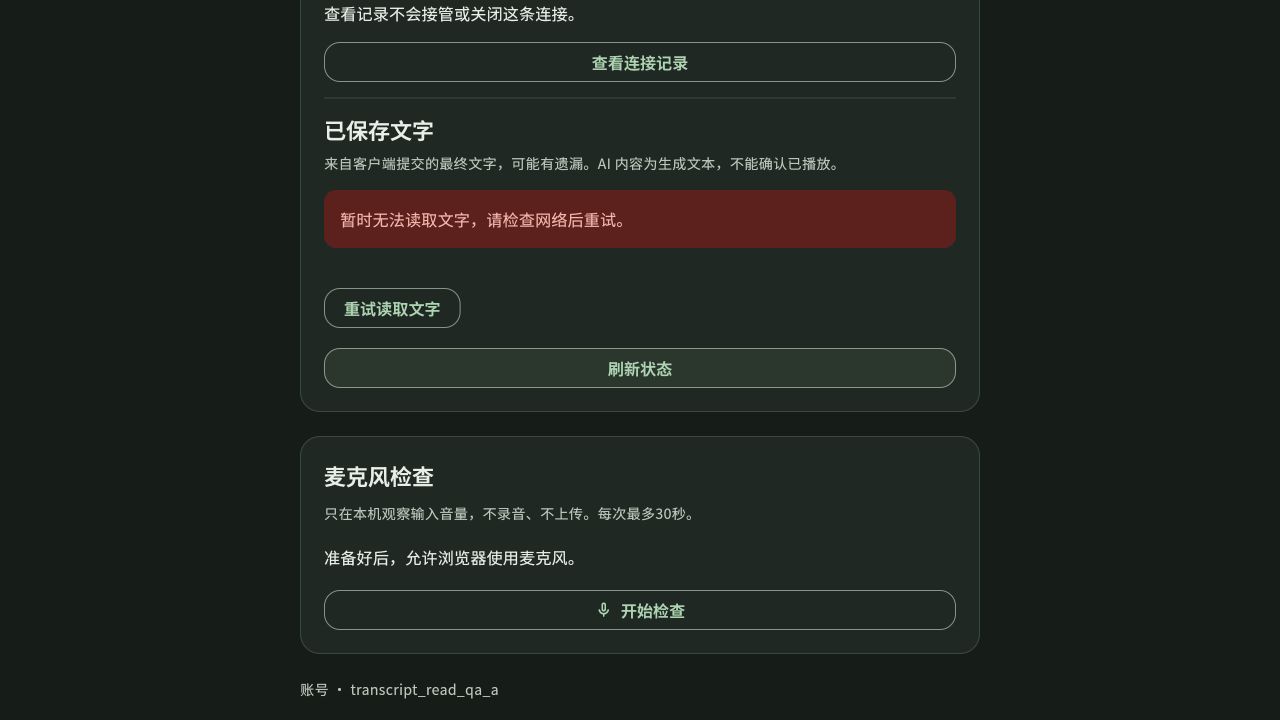 查看记录不会接管或关闭这条连接。
查看连接记录
已保存文字
来自客户端提交的最终文字，可能有遗漏。AI 内容为生成文本，不能确认已播放。
暂时无法读取文字，请检查网络后重试。
重试读取文字
刷新状态
麦克风检查
只在本机观察输入音量，不录音、不上传。每次最多30秒。
准备好后，允许浏览器使用麦克风。
开始检查
账号 · transcript_read_qa_a